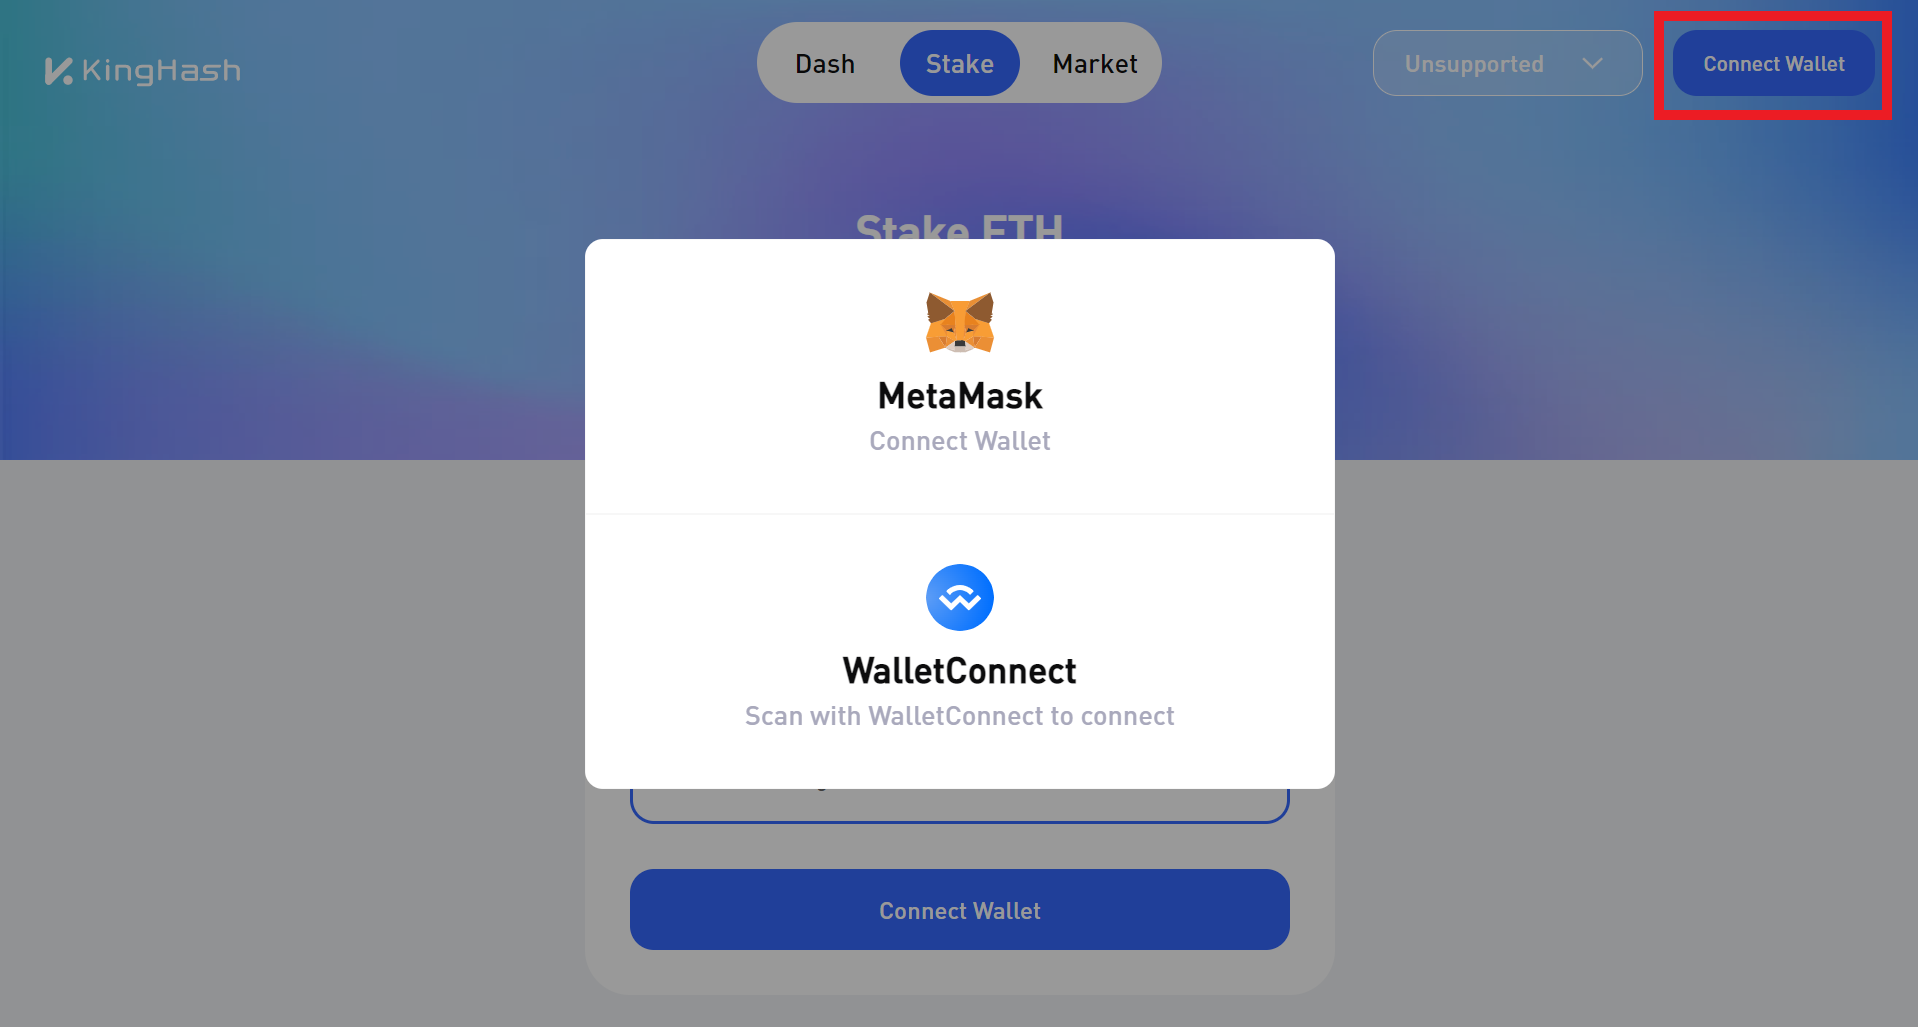 KingHash
Dash
Stake
Market
Unsupported
Connect Wallet
Stake ETH
MetaMask
Connect Wallet
WalletConnect
Scan with WalletConnect to connect
Connect Wallet